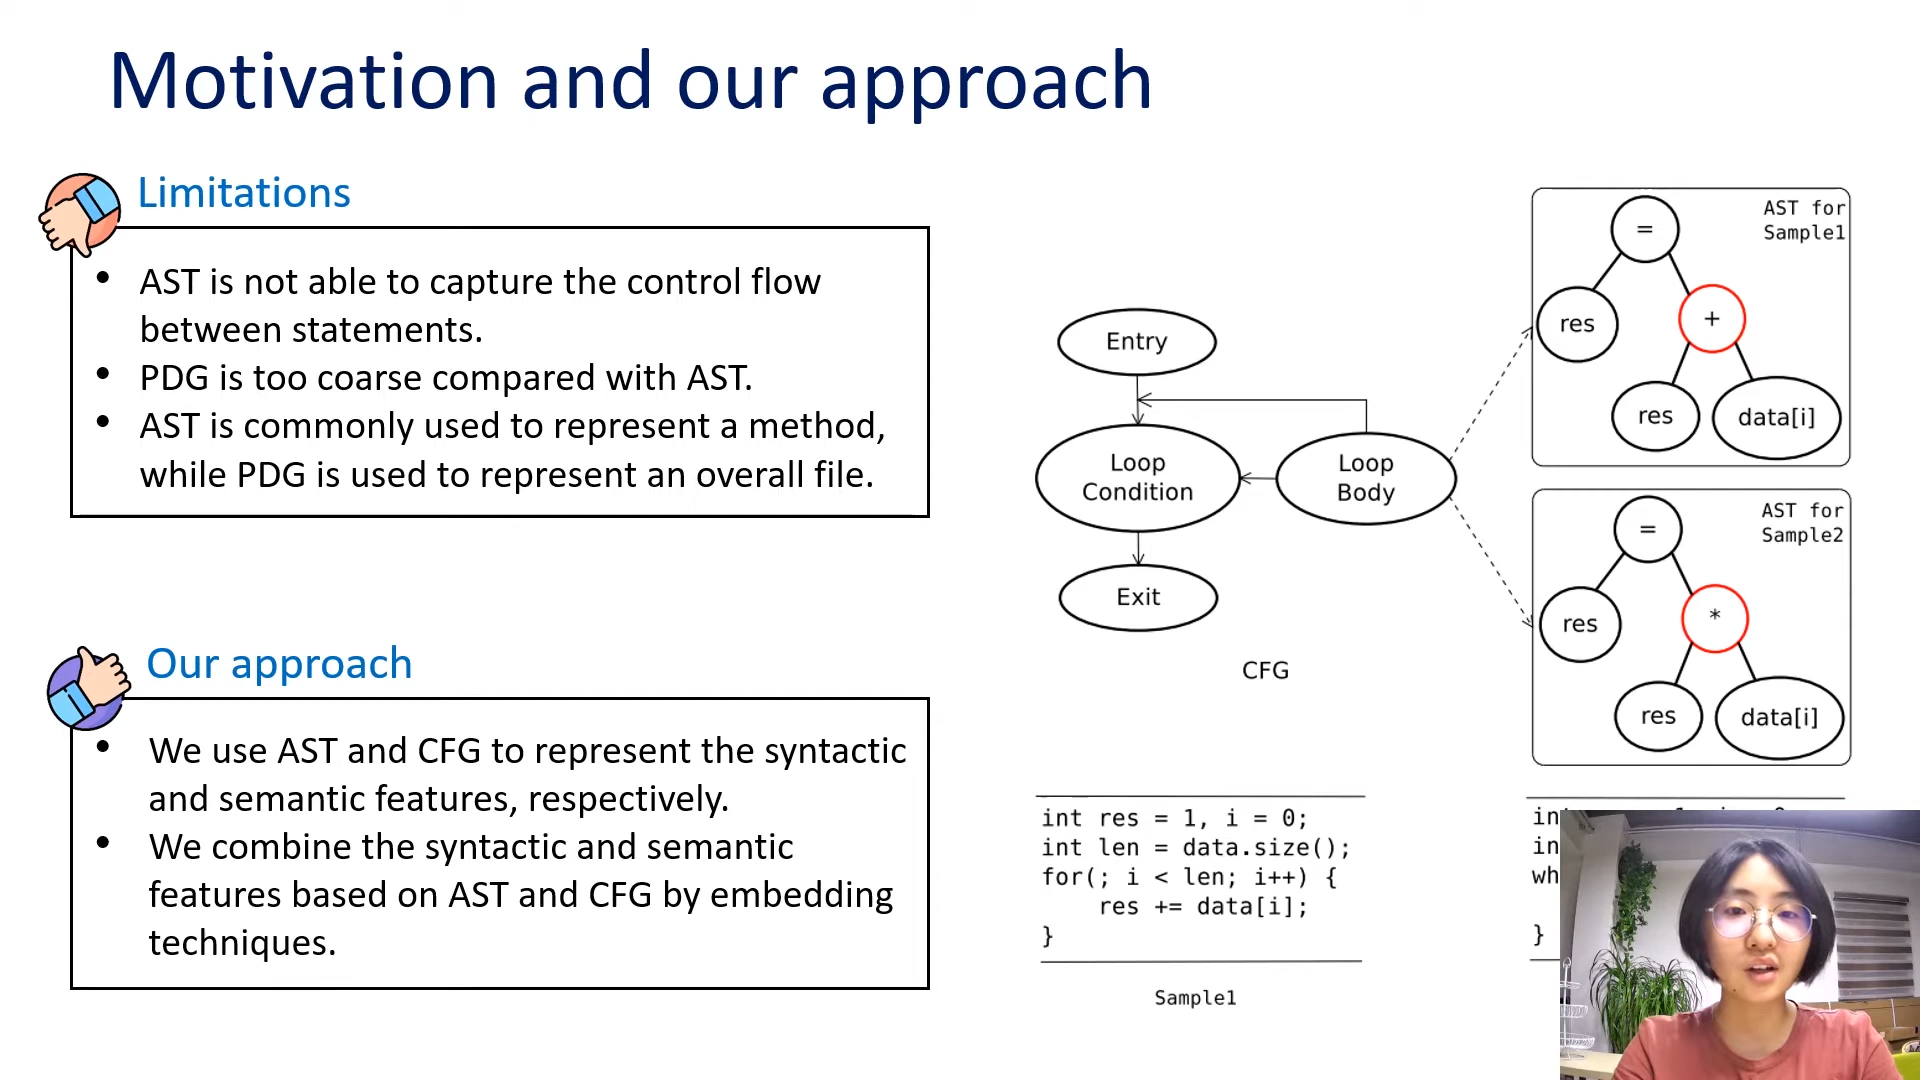 Motivation and our approach
Limitations
• AST is not able to capture the control flow
between statements.
• PDG is too coarse compared with AST.
• AST is commonly used to represent a method,
while PDG is used to represent an overall file.
Our approach
• We use AST and CFG to represent the syntactic
and semantic features, respectively.
• We combine the syntactic and semantic
features based on AST and CFG by embedding
techniques.
Entry
Loop
Condition
Loop
Body
Exit
CFG
AST for
Sample1
=
res
+
res
data[i]
AST for
Sample2
=
res
*
res
data[i]
int res = 1, i = 0;
int len = data.size();
for(; i < len; i++) {
res += data[i];
}
Sample1
in
in
wh
}